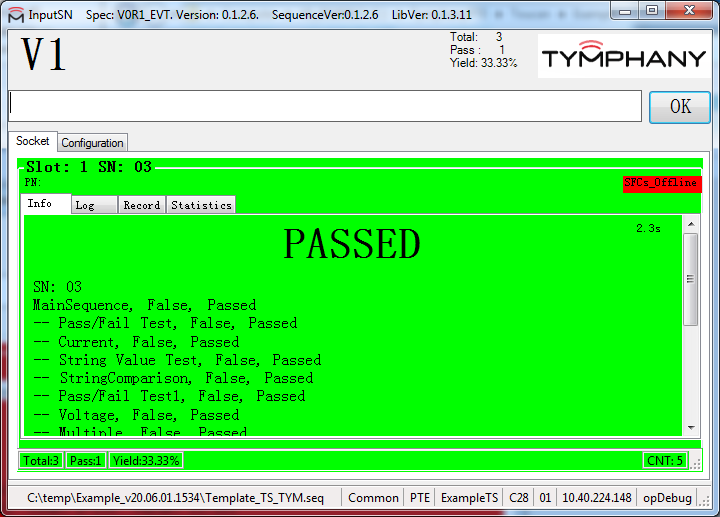 InputSN Spec: V0R1_EVT. Version: 0.1.2.6. SequenceVer:0.1.2.6 LibVer: 0.1.3.11
V1
Total: 3
Pass : 1
Yield: 33.33%
TYMPHANY
OK
Socket Configuration
Slot: 1 SN: 03
PN:
SFCs_Offline
Info Log Record Statistics
PASSED
2.3s
SN: 03
MainSequence, False, Passed
-- Pass/Fail Test, False, Passed
-- Current, False, Passed
-- String Value Test, False, Passed
-- StringComparison, False, Passed
-- Pass/Fail Test1, False, Passed
-- Voltage, False, Passed
-- Multiple, False, Passed
Total:3 Pass:1 Yield:33.33% CNT: 5
C:\temp\Example_v20.06.01.1534\Template_TS_TYM.seq Common PTE ExampleTS C28 01 10.40.224.148 opDebug